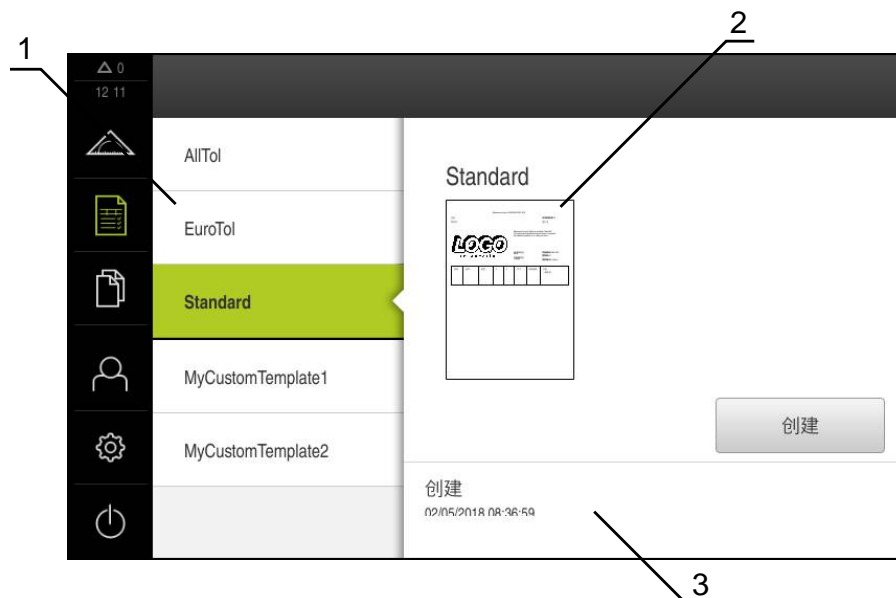 1
2
0
12 11
AllTol
EuroTol
Standard
MyCustomTemplate1
MyCustomTemplate2
Standard
LOGO
创建
创建
02/05/2018 08:36:59
3